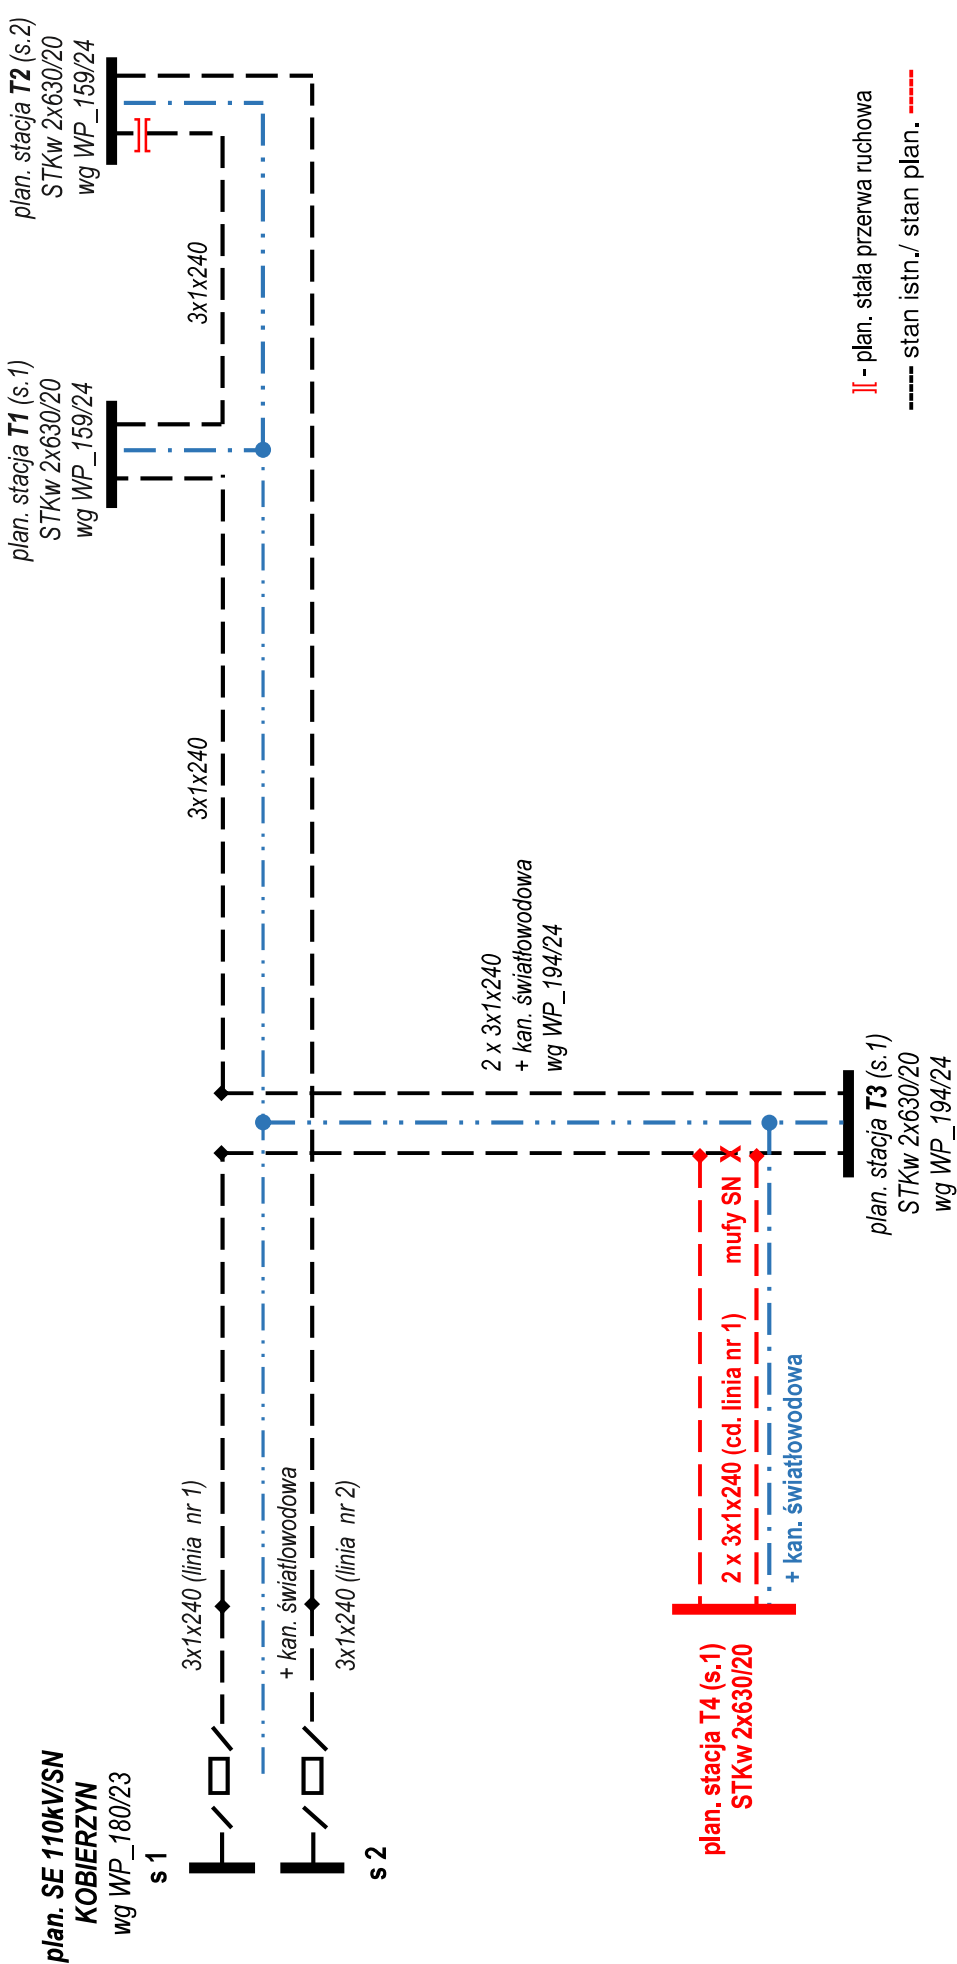 plan. SE 110kV/SN
KOBIERZYN
wg WP_180/23
s 1
s 2
3x1x240 (linia nr 1)
+ kan. światłowodowa
3x1x240 (linia nr 2)
3x1x240
3x1x240
plan. stacja T1 (s.1)
STKw 2x630/20
wg WP_159/24
plan. stacja T2 (s.2)
STKw 2x630/20
wg WP_159/24
2 x 3x1x240
+ kan. światłowodowa
wg WP_194/24
plan. stacja T3 (s.1)
STKw 2x630/20
wg WP_194/24
mufy SN
2 x 3x1x240 (cd. linia nr 1)
+ kan. światłowodowa
plan. stacja T4 (s.1)
STKw 2x630/20
][ - plan. stała przerwa ruchowa
----- stan istn./ stan plan. -----